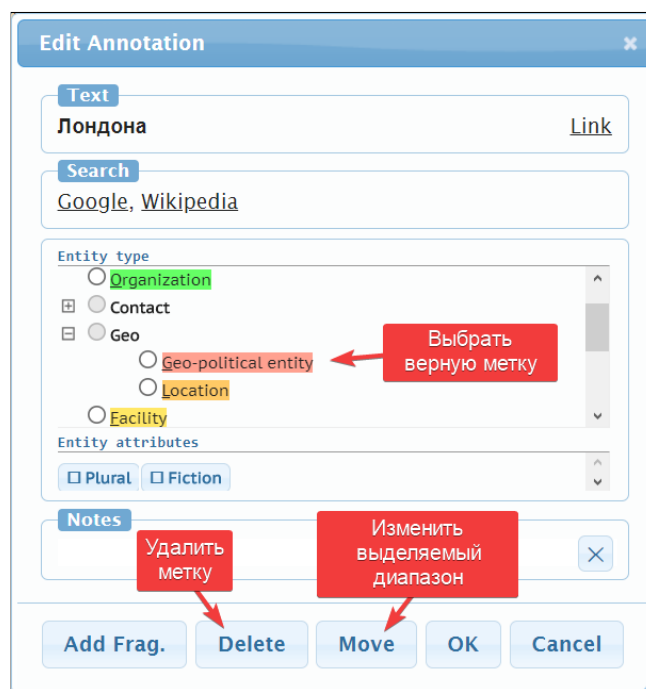 Edit Annotation
Text
Лондона Link
Search
Google, Wikipedia
Entity type
Organization
Contact
Geo
Geo-political entity
Выбрать
верную метку
Location
Facility
Entity attributes
Plural Fiction
Notes
Удалить
метку
Изменить
выделяемый
диапазон
Add Frag. Delete Move OK Cancel